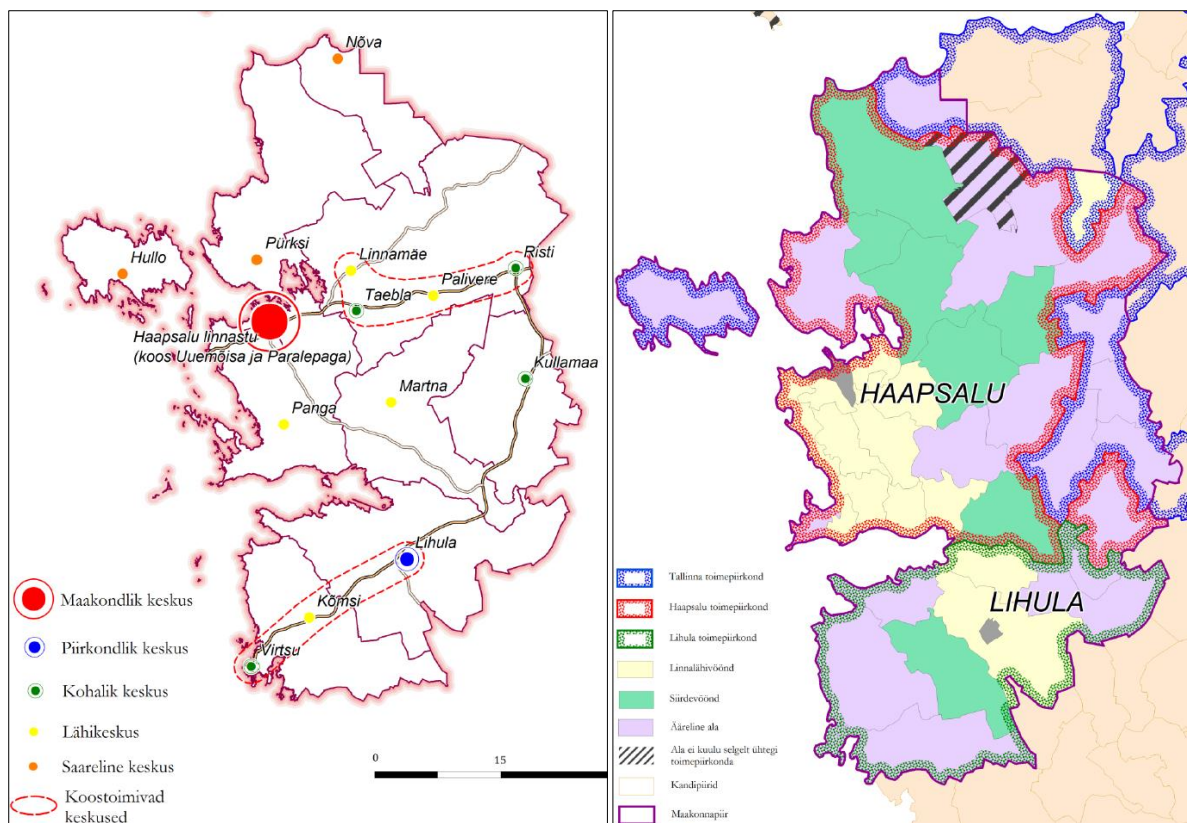 Nõva
Hullo
Pürksi
Linnamäe
Risti
Palivere
Taebla
Haapsalu linnastu
(koos Uuemõisa ja Paralepaga)
Kullamaa
Martna
Panga
Lihula
Kõmsi
Virtsu
Maakondlik keskus
Piirkondlik keskus
Kohalik keskus
Lähikeskus
Saareline keskus
Koostoimivad
keskused
0 15
HAAPSALU
LIHULA
Tallinna toimepiirkond
Haapsalu toimepiirkond
Lihula toimepiirkond
Linnalähivöönd
Siirdevöönd
Ääreline ala
Ala ei kuulu selgelt ühtegi
toimepiirkonda
Kandipiirid
Maakonnapiir